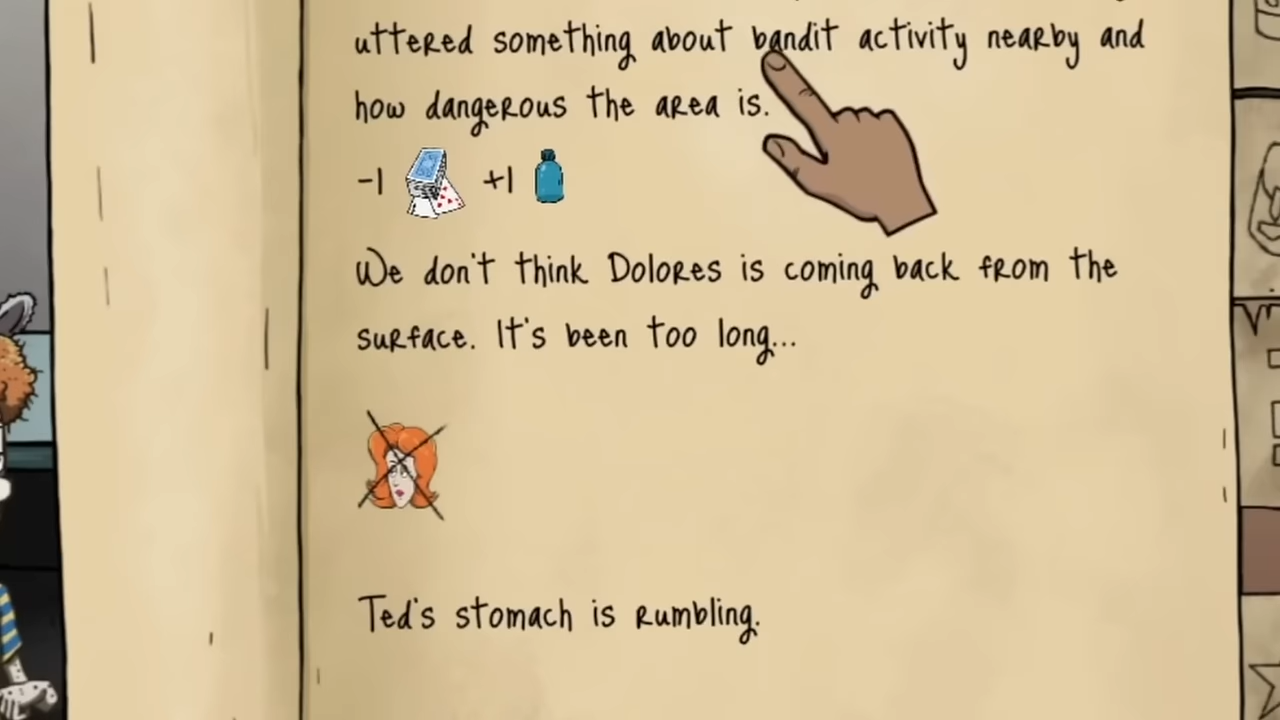 uttered something about bandit activity nearby and
how dangerous the area is.
-1 +1
We don't think Dolores is coming back from the
surface. It's been too long...
Ted's stomach is rumbling.